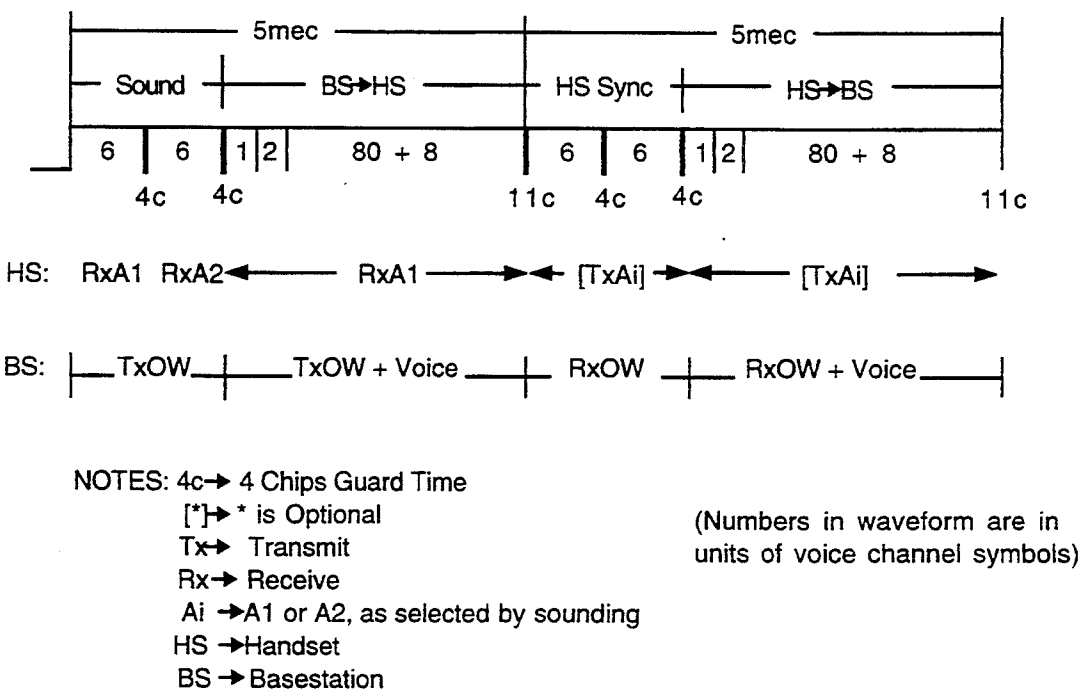 5mec 5mec
Sound BS→HS HS Sync HS→BS
6 6 1 2 80 + 8 6 6 1 2 80 + 8
4c 4c 11c 4c 4c 11c
HS: RxA1 RxA2 RxA1 [TxAi] [TxAi]
BS: TxOW TxOW + Voice RxOW RxOW + Voice
NOTES: 4c→ 4 Chips Guard Time
[*]→ * is Optional
Tx→ Transmit
Rx→ Receive
Ai →A1 or A2, as selected by sounding
HS →Handset
BS → Basestation
(Numbers in waveform are in
units of voice channel symbols)